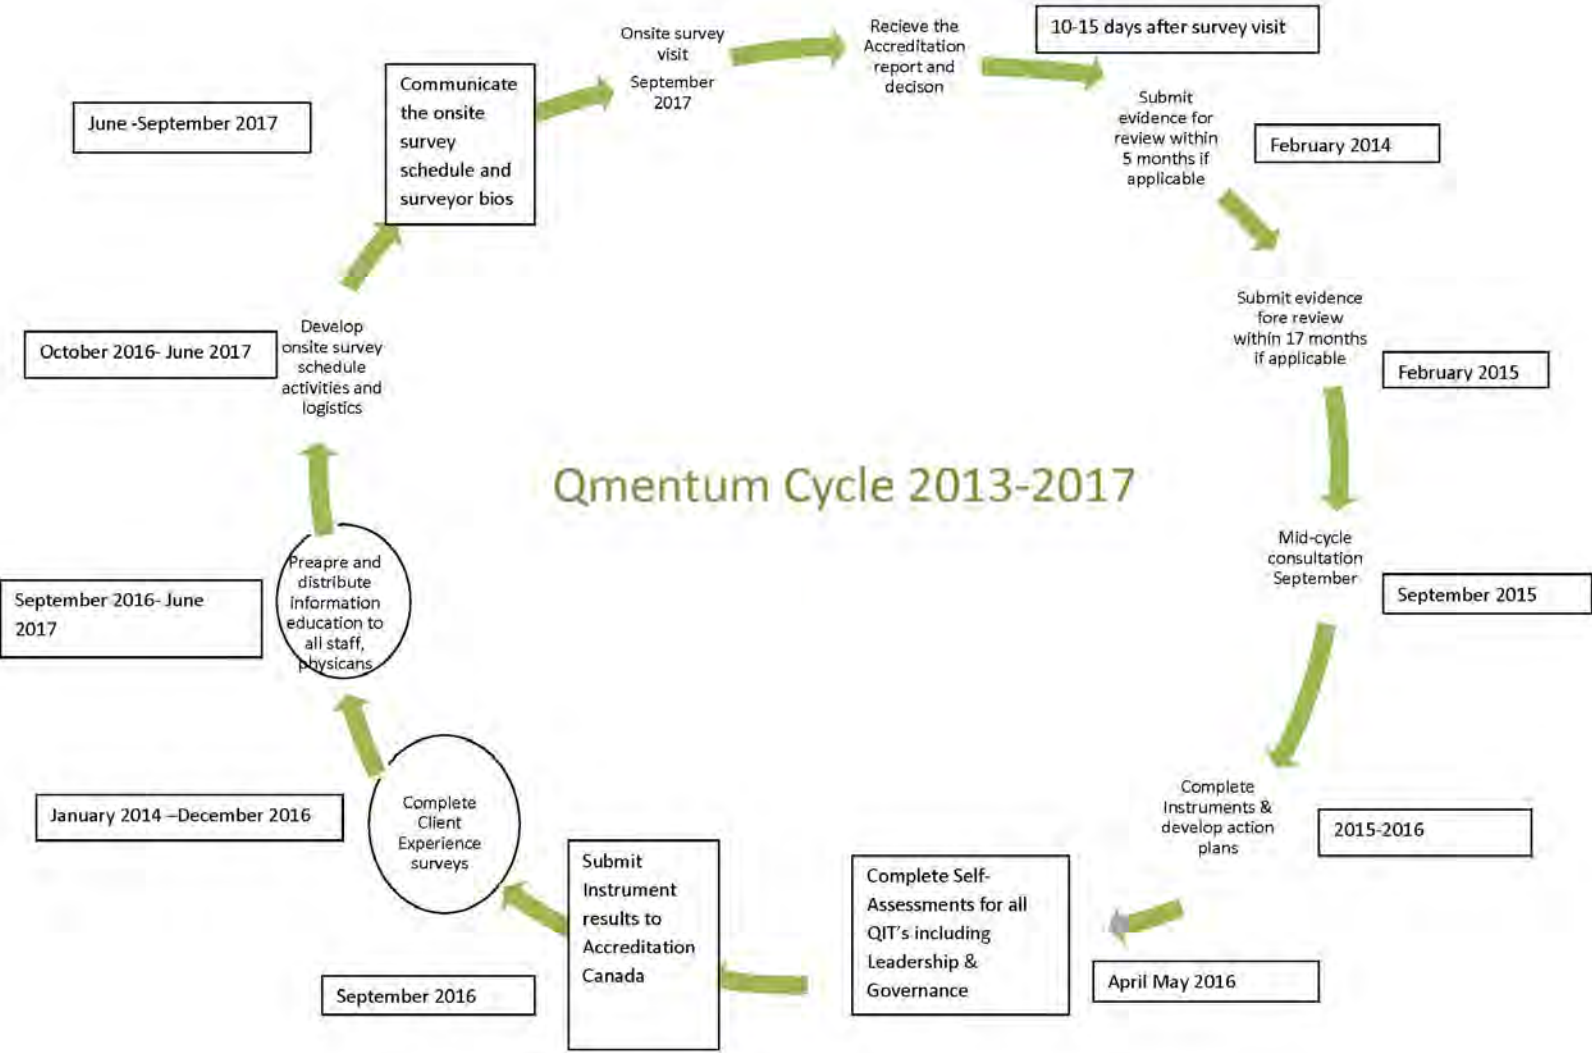 Onsite survey
visit
September
2017
Recieve the
Accreditation
report and
decison
10-15 days after survey visit
Submit
evidence for
review within
5 months if
applicable
February 2014
Submit evidence
fore review
within 17 months
if applicable
February 2015
Mid-cycle
consultation
September
September 2015
Complete
Instruments &
develop action
plans
2015-2016
Complete Self-
Assessments for all
QIT's including
Leadership &
Governance
April May 2016
Submit
Instrument
results to
Accreditation
Canada
September 2016
Complete
Client
Experience
surveys
January 2014 –December 2016
Preapre and
distribute
information
education to
all staff,
physicans
September 2016- June
2017
Develop
onsite survey
schedule
activities and
logistics
October 2016- June 2017
Communicate
the onsite
survey
schedule and
surveyor bios
June -September 2017
Qmentum Cycle 2013-2017